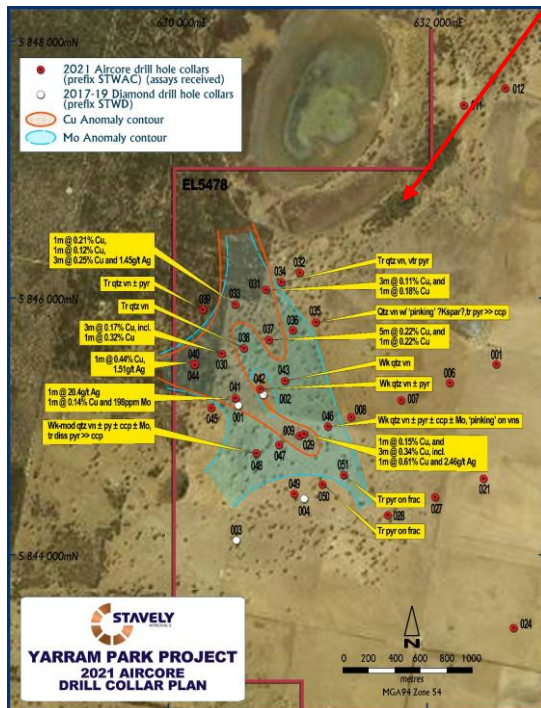 630 000mE
632 000mE
5 848 000mN
2021 Aircore drill hole collars
(prefix STWAC) (assays received)
2017-19 Diamond drill hole collars
(prefix STWD)
Cu Anomaly contour
Mo Anomaly contour
012
011
EL5478
1m @ 0.21% Cu,
1m @ 0.12% Cu,
3m @ 0.25% Cu and 1.45g/t Ag
Tr qtz vn, vtr pyr
032
034
031
Tr qtz vn ± pyr
3m @ 0.11% Cu, and
1m @ 0.18% Cu
5 846 000mN
039
033
Tr qtz vn
035
Qtz vn w/ 'pinking' ?Kspar?,tr pyr >> ccp
036
3m @ 0.17% Cu, incl.
1m @ 0.32% Cu
037
5m @ 0.22% Cu, and
1m @ 0.22% Cu
038
1m @ 0.44% Cu,
1.51g/t Ag
040
044
030
001
Wk qtz vn
043
006
1m @ 20.4g/t Ag
1m @ 0.14% Cu and 198ppm Mo
041
042
002
Wk qtz vn ± pyr
007
045
001
008
Wk-mod qtz vn ± py ± ccp ± Mo,
tr diss pyr >> ccp
046
Wk qtz vn ± pyr ± ccp ± Mo, 'pinking' on vns
009
029
047
1m @ 0.15% Cu, and
3m @ 0.34% Cu, incl.
1m @ 0.61% Cu and 2.46g/t Ag
048
051
021
049
050
Tr pyr on frac
004
027
028
Tr pyr on frac
003
5 844 000mN
024
STAVELY
MINERALS
YARRAM PARK PROJECT
2021 AIRCORE
DRILL COLLAR PLAN
N
0 200 400 600 800 1000
metres
MGA94 Zone 54